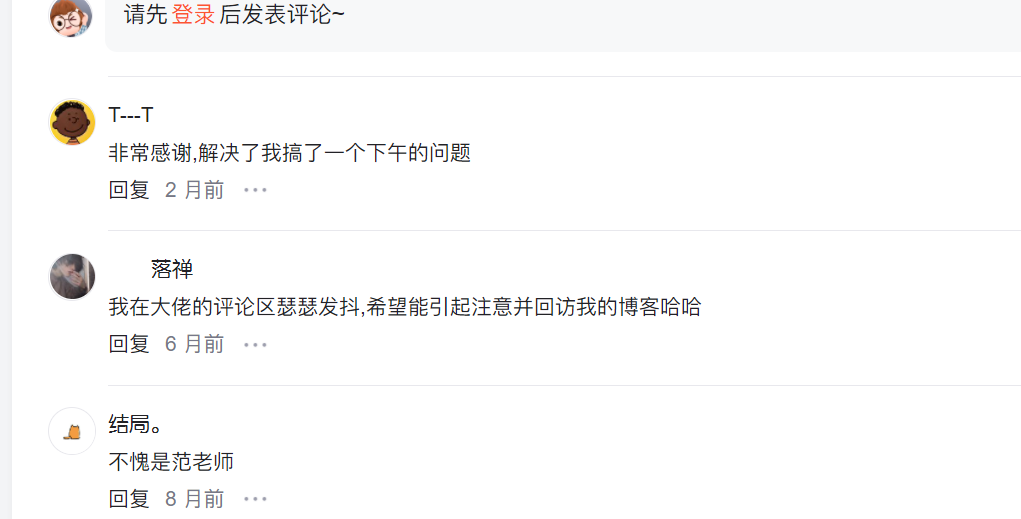 请先 登录 后发表评论~
T---T
非常感谢,解决了我搞了一个下午的问题
回复 2 月前 ···
落禅
我在大佬的评论区瑟瑟发抖,希望能引起注意并回访我的博客哈哈
回复 6 月前 ···
结局。
不愧是范老师
回复 8 月前 ···